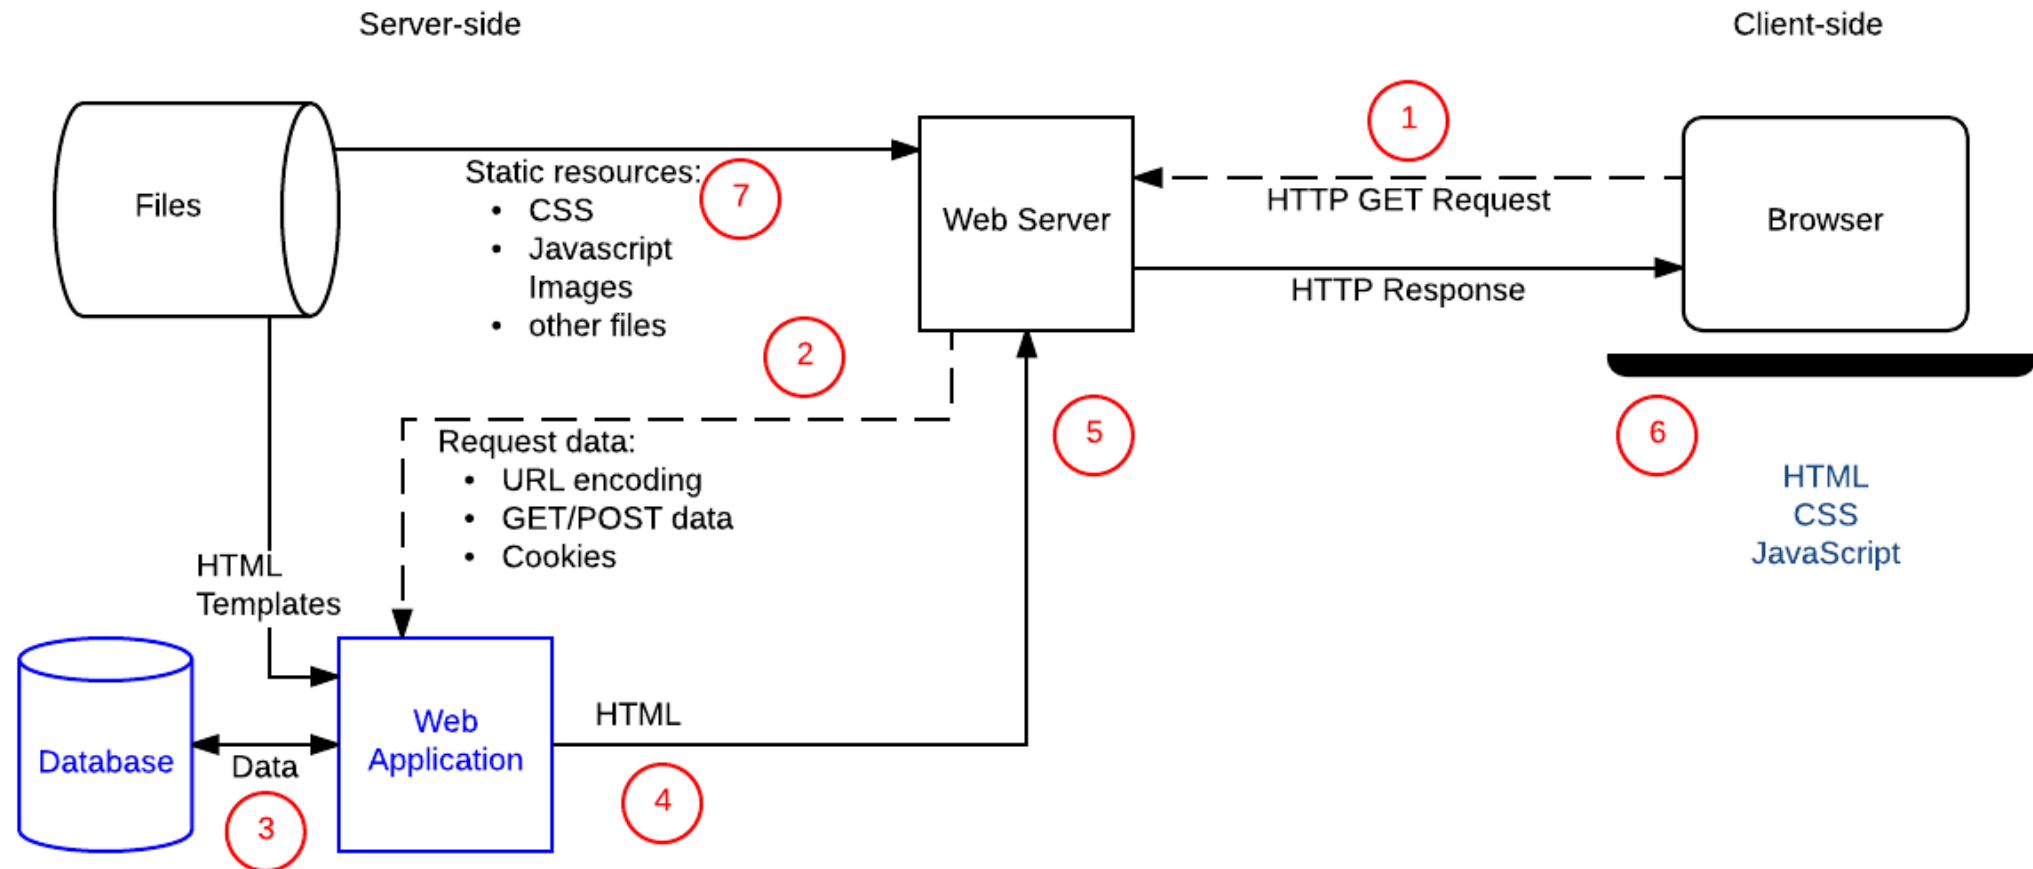 Server-side
Client-side
1
Files
Static resources:
7
• CSS
• Javascript
Images
• other files
Web Server
HTTP GET Request
Browser
HTTP Response
2
Request data:
• URL encoding
• GET/POST data
• Cookies
5
6
HTML
CSS
JavaScript
HTML
Templates
Database
Data
3
Web
Application
HTML
4